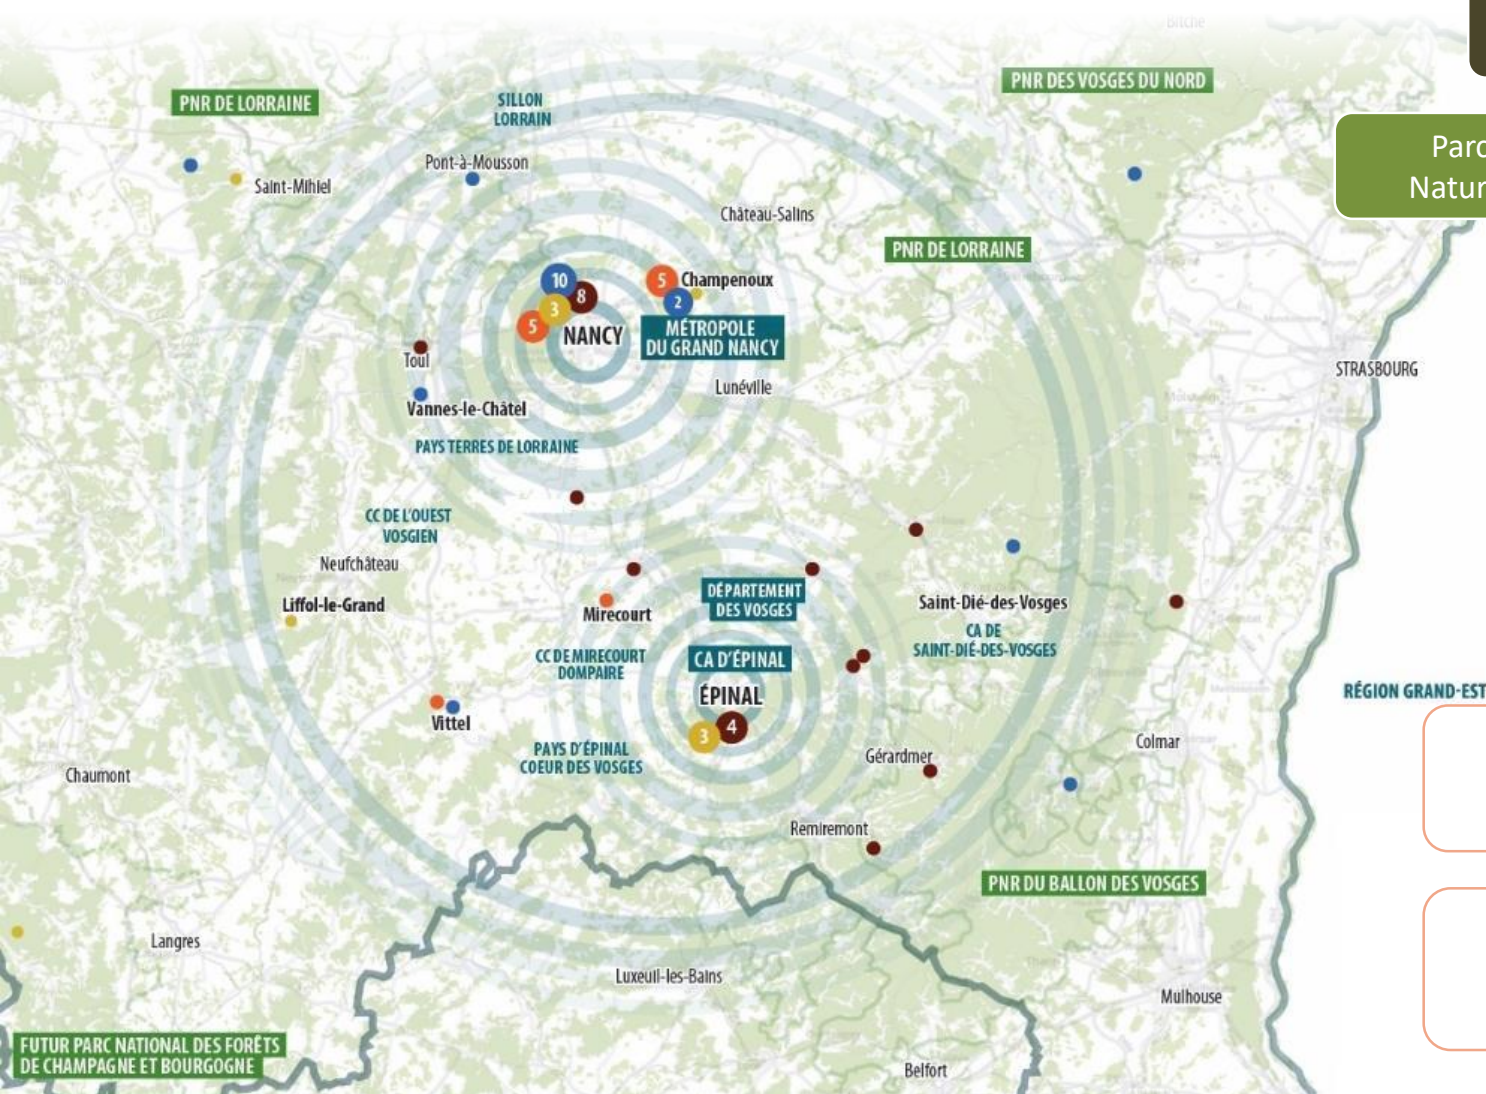 Bitche
PNR DES VOSGES DU NORD
PNR DE LORRAINE
SILLON
LORRAIN
Parc
Natur
Pont-à-Mousson
Saint-Mihiel
Château-Salins
PNR DE LORRAINE
10
8
3
5
NANCY
5
Champenoux
2
MÉTROPOLE
DU GRAND NANCY
Toul
STRASBOURG
Lunéville
Vannes-le-Châtel
PAYS TERRES DE LORRAINE
CC DE L'OUEST
VOSGIEN
Neufchâteau
Liffol-le-Grand
Mirecourt
DÉPARTEMENT
DES VOSGES
Saint-Dié-des-Vosges
CA DE
SAINT-DIÉ-DES-VOSGES
CC DE MIRECOURT
DOMPAIRE
CA D'ÉPINAL
ÉPINAL
4
3
RÉGION GRAND-EST
Vittel
PAYS D'ÉPINAL
COEUR DES VOSGES
Gérardmer
Colmar
Chaumont
Remiremont
PNR DU BALLON DES VOSGES
Langres
Luxeuil-les-Bains
Mulhouse
FUTUR PARC NATIONAL DES FORÊTS
DE CHAMPAGNE ET BOURGOGNE
Belfort